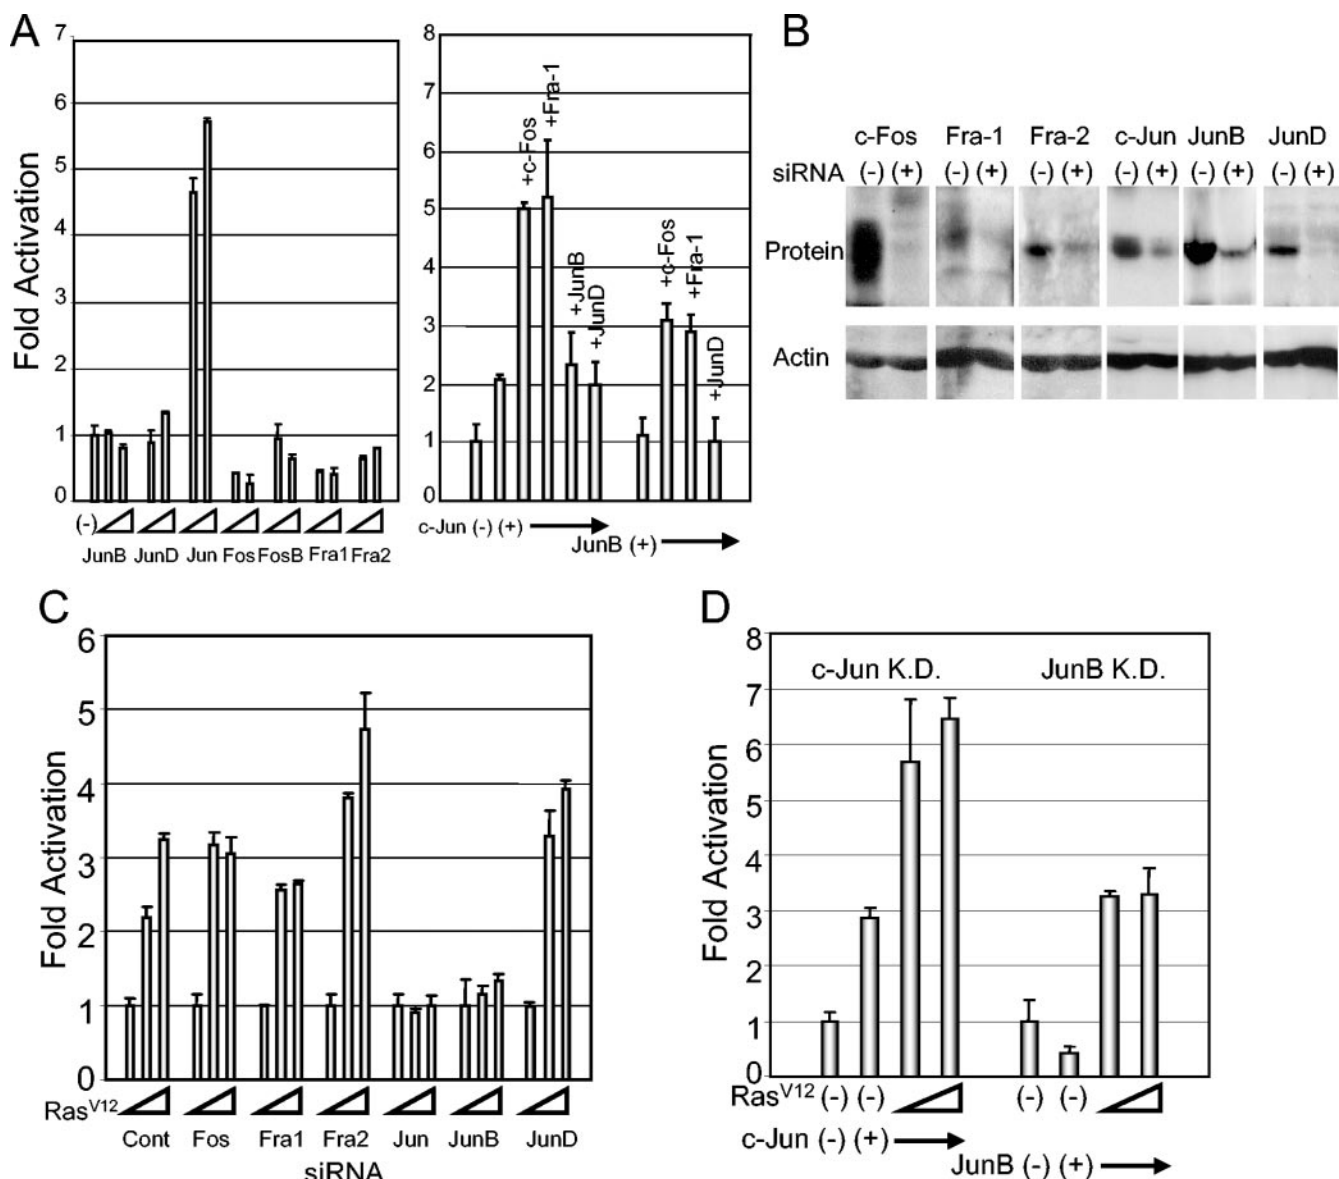 A
Fold Activation
7
6
5
4
3
2
1
0
(-)
JunB JunD Jun Fos FosB Fra1 Fra2
8
7
6
5
4
3
2
1
0
+c-Fos
+Fra-1
+JunB
+JunD
+c-Fos
+Fra-1
+JunD
c-Jun (-) (+)
JunB (+)
B
c-Fos Fra-1 Fra-2 c-Jun JunB JunD
siRNA (-) (+) (-) (+) (-) (+) (-) (+) (-) (+) (-) (+)
Protein
Actin
C
Fold Activation
6
5
4
3
2
1
0
RasV12
Cont Fos Fra1 Fra2 Jun JunB JunD
siRNA
D
Fold Activation
8
7
6
5
4
3
2
1
0
c-Jun K.D. JunB K.D.
RasV12 (-) (-) (-) (-)
c-Jun (-) (+)
JunB (-) (+)